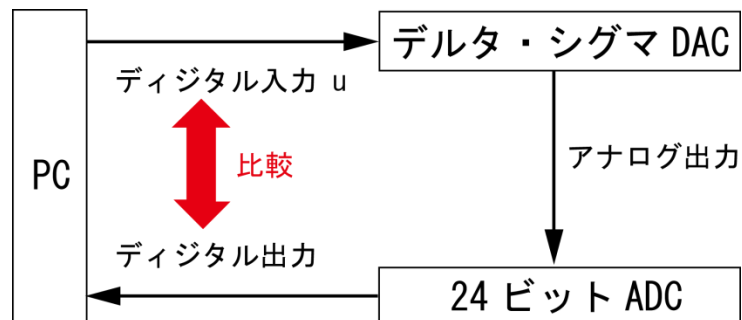 デルタ・シグマ DAC
ディジタル入力 u
PC
比較
アナログ出力
ディジタル出力
24 ビット ADC